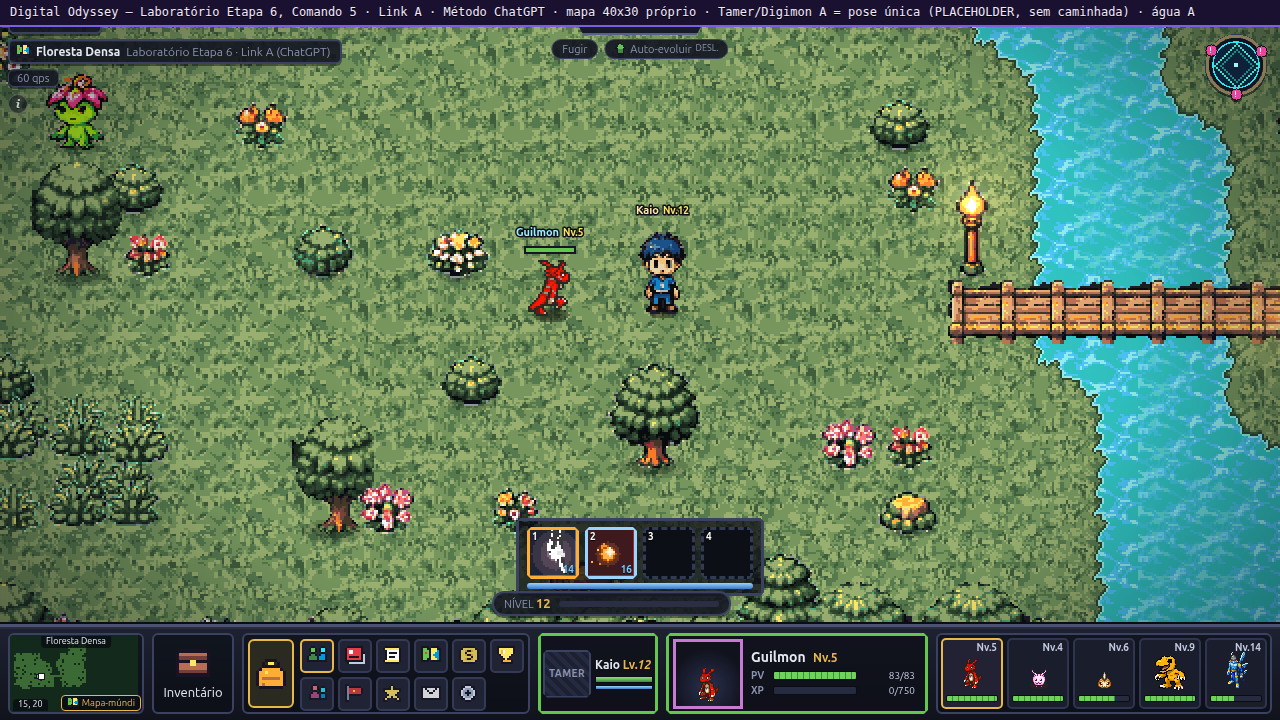 Digital Odyssey — Laboratório Etapa 6, Comando 5 · Link A · Método ChatGPT · mapa 40x30 próprio · Tamer/Digimon A = pose única (PLACEHOLDER, sem caminhada) · água A
Floresta Densa Laboratório Etapa 6 · Link A (ChatGPT)
Fugir
Auto-evoluir DESL.
60 qps
i
Kaio Nv.12
Guilmon Nv.5
1
14
2
16
3
4
NÍVEL 12
Floresta Densa
15, 20
Mapa-múndi
Inventário
TAMER
Kaio Lv.12
Guilmon Nv.5
PV 83/83
XP 0/750
Nv.5
Nv.4
Nv.6
Nv.9
Nv.14